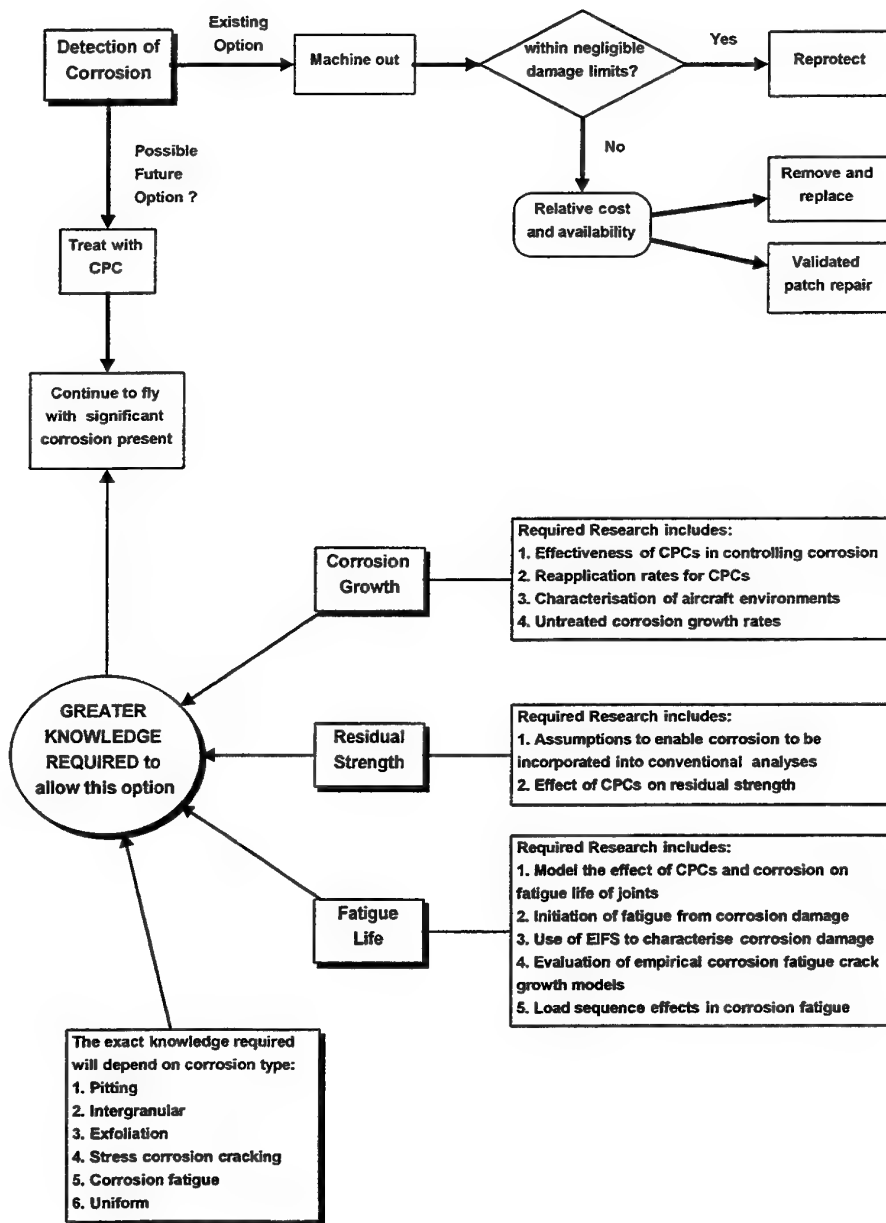 Detection of
Corrosion
Existing
Option
Machine out
within negligible
damage limits?
Yes
Reprotect
No
Relative cost
and availability
Remove and
replace
Validated
patch repair
Possible
Future
Option ?
Treat with
CPC
Continue to fly
with significant
corrosion present
GREATER
KNOWLEDGE
REQUIRED to
allow this option
Corrosion
Growth
Required Research includes:
1. Effectiveness of CPCs in controlling corrosion
2. Reapplication rates for CPCs
3. Characterisation of aircraft environments
4. Untreated corrosion growth rates
Residual
Strength
Required Research includes:
1. Assumptions to enable corrosion to be
incorporated into conventional analyses
2. Effect of CPCs on residual strength
Fatigue
Life
Required Research includes:
1. Model the effect of CPCs and corrosion on
fatigue life of joints
2. Initiation of fatigue from corrosion damage
3. Use of EIFS to characterise corrosion damage
4. Evaluation of empirical corrosion fatigue crack
growth models
5. Load sequence effects in corrosion fatigue
The exact knowledge required
will depend on corrosion type:
1. Pitting
2. Intergranular
3. Exfoliation
4. Stress corrosion cracking
5. Corrosion fatigue
6. Uniform